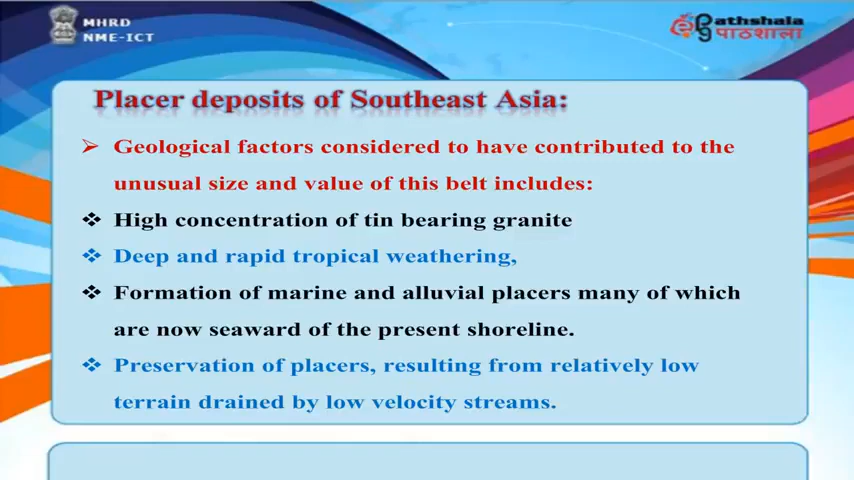 MHRD
NME-ICT
epathshala
पाठशाला
Placer deposits of Southeast Asia:
Geological factors considered to have contributed to the
unusual size and value of this belt includes:
High concentration of tin bearing granite
Deep and rapid tropical weathering,
Formation of marine and alluvial placers many of which
are now seaward of the present shoreline.
Preservation of placers, resulting from relatively low
terrain drained by low velocity streams.